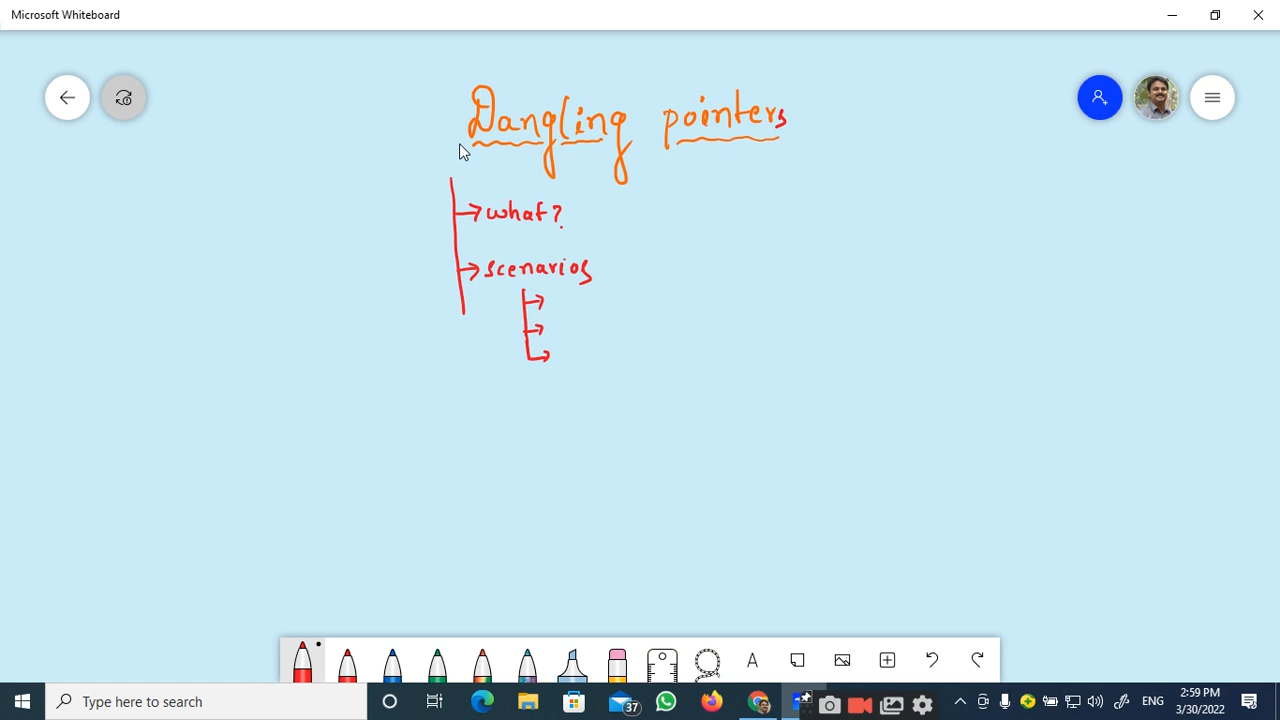 Microsoft Whiteboard
Dangling pointers
what?
scenarios
A
Type here to search
37
ENG
2:59 PM
3/30/2022